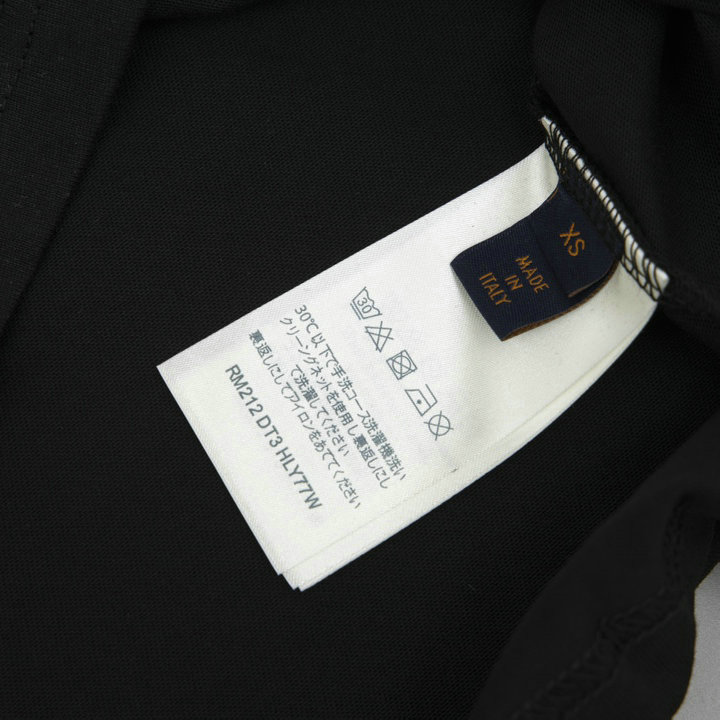 XS
MADE
IN
ITALY
30
30℃以下で手洗コース洗濯機洗い
クリーニングネットを使用し裏返しにし
て洗濯してください
裏返しにしてアイロンをあててください
RM212 DT3 HLY77W